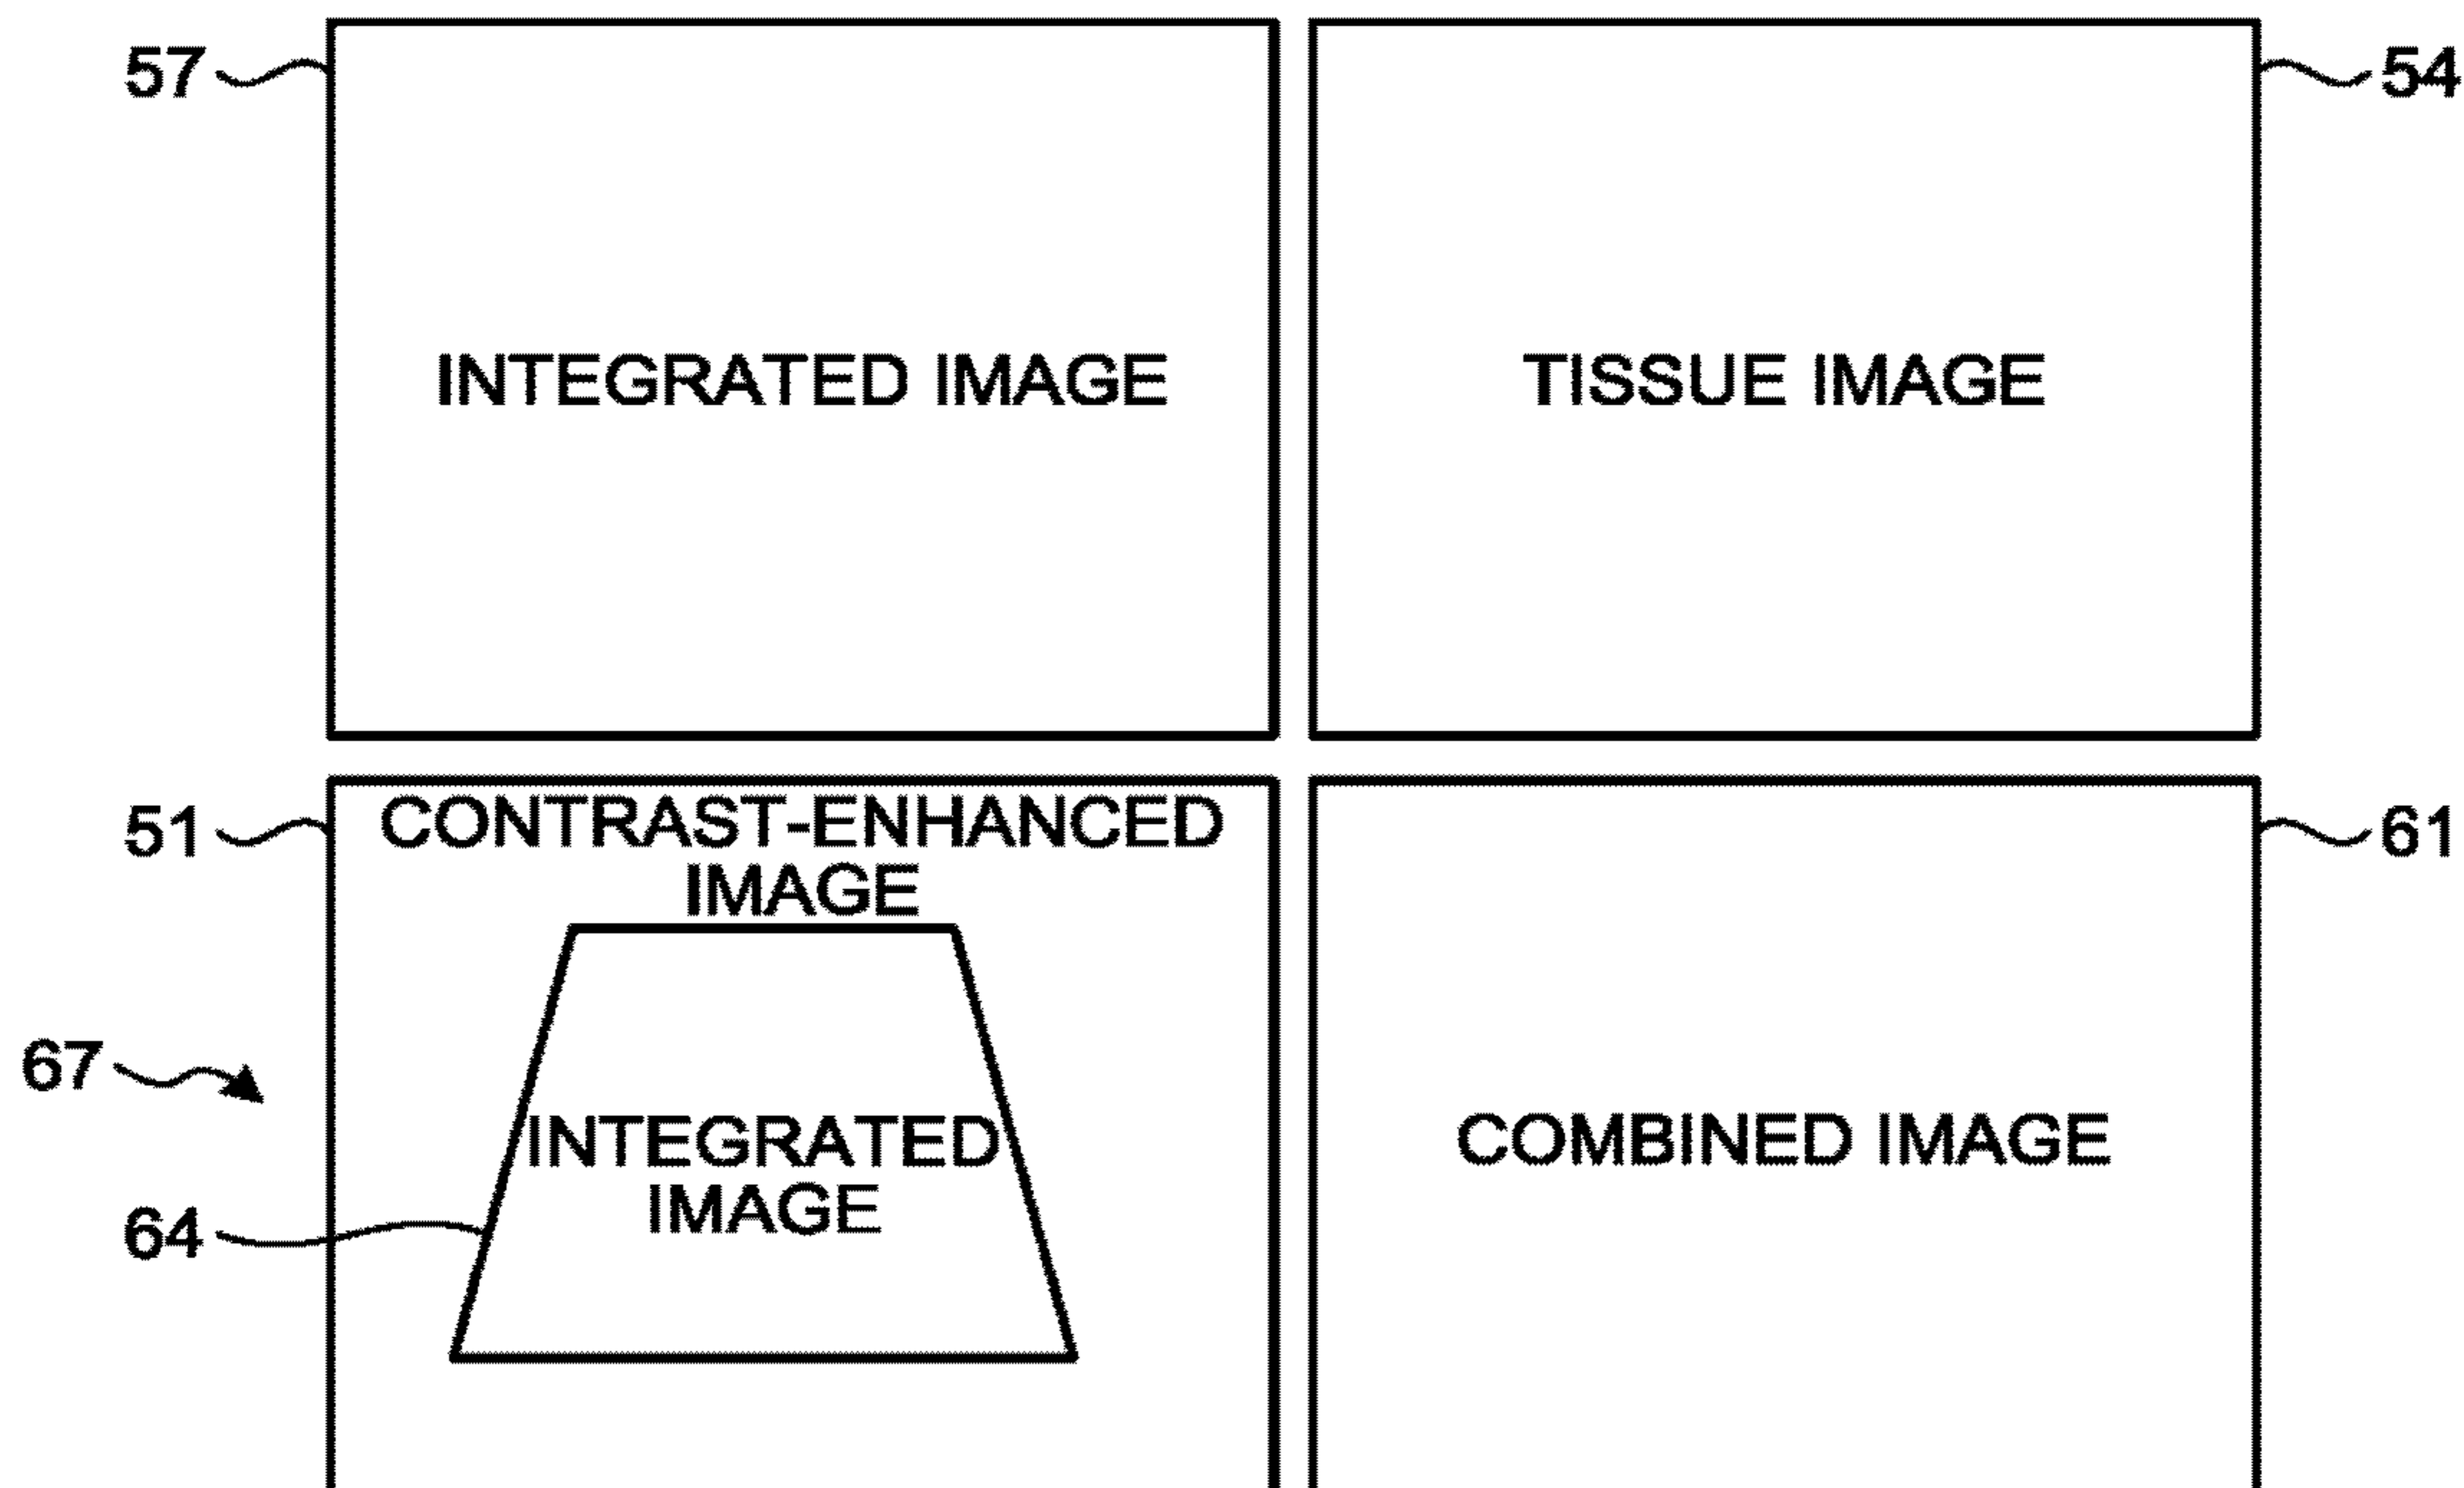 57
INTEGRATED IMAGE
TISSUE IMAGE
54
51
CONTRAST-ENHANCED
IMAGE
61
67
INTEGRATED
IMAGE
COMBINED IMAGE
64